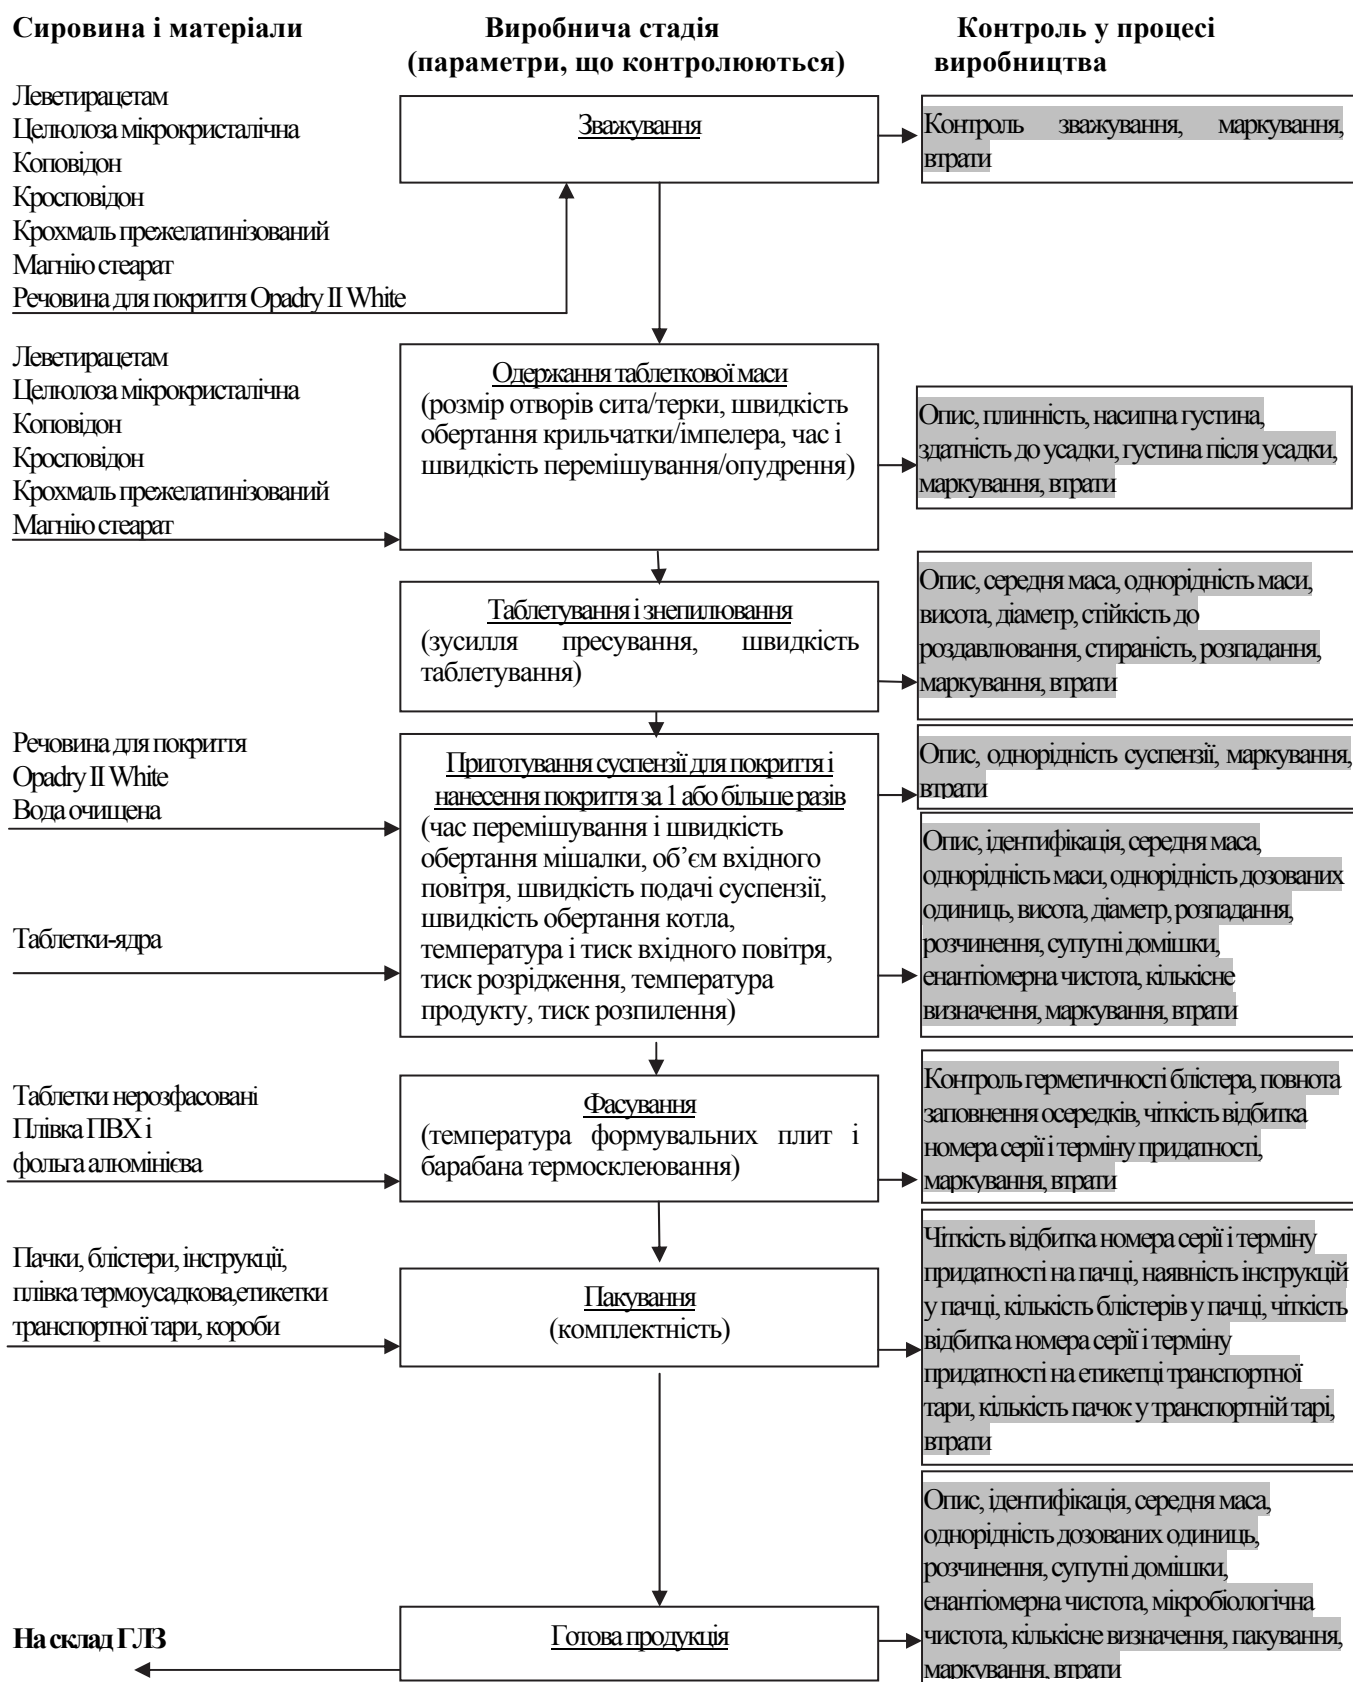 Сировина і матеріали
Виробнича стадія
(параметри, що контролюються)
Контроль у процесі
виробництва
Леветирацетам
Целюлоза мікрокристалічна
Коповідон
Кросповідон
Крохмаль прежелатинізований
Магнію стеарат
Речовина для покриття Opadry II White
Зважування
Контроль зважування, маркування,
втрати
Леветирацетам
Целюлоза мікрокристалічна
Коповідон
Кросповідон
Крохмаль прежелатинізований
Магнію стеарат
Одержання таблеткової маси
(розмір отворів сита/терки, швидкість
обертання крильчатки/імпелера, час і
швидкість перемішування/опудрення)
Опис, плинність, насипна густина,
здатність до усадки, густина після усадки,
маркування, втрати
Таблетування і знепилювання
(зусилля пресування, швидкість
таблетування)
Опис, середня маса, однорідність маси,
висота, діаметр, стійкість до
роздавлювання, стираність, розпадання,
маркування, втрати
Речовина для покриття
Opadry II White
Вода очищена
Таблетки-ядра
Приготування суспензії для покриття і
нанесення покриття за 1 або більше разів
(час перемішування і швидкість
обертання мішалки, об’єм вхідного
повітря, швидкість подачі суспензії,
швидкість обертання котла,
температура і тиск вхідного повітря,
тиск розрідження, температура
продукту, тиск розпилення)
Опис, однорідність суспензії, маркування,
втрати
Опис, ідентифікація, середня маса,
однорідність маси, однорідність дозованих
одиниць, висота, діаметр, розпадання,
розчинення, супутні домішки,
енантіомерна чистота, кількісне
визначення, маркування, втрати
Таблетки нерозфасовані
Плівка ПВХ і
фольга алюмінієва
Фасування
(температура формувальних плит і
барабана термосклеювання)
Контроль герметичності блістера, повнота
заповнення осередків, чіткість відбитка
номера серії і терміну придатності,
маркування, втрати
Пачки, блістери, інструкції,
плівка термоусадкова,етикетки
транспортної тари, короби
Пакування
(комплектність)
Чіткість відбитка номера серії і терміну
придатності на пачці, наявність інструкцій
у пачці, кількість блістерів у пачці, чіткість
відбитка номера серії і терміну
придатності на етикетці транспортної
тари, кількість пачок у транспортній тарі,
втрати
На склад ГЛЗ
Готова продукція
Опис, ідентифікація, середня маса,
однорідність дозованих одиниць,
розчинення, супутні домішки,
енантіомерна чистота, мікробіологічна
чистота, кількісне визначення, пакування,
маркування, втрати